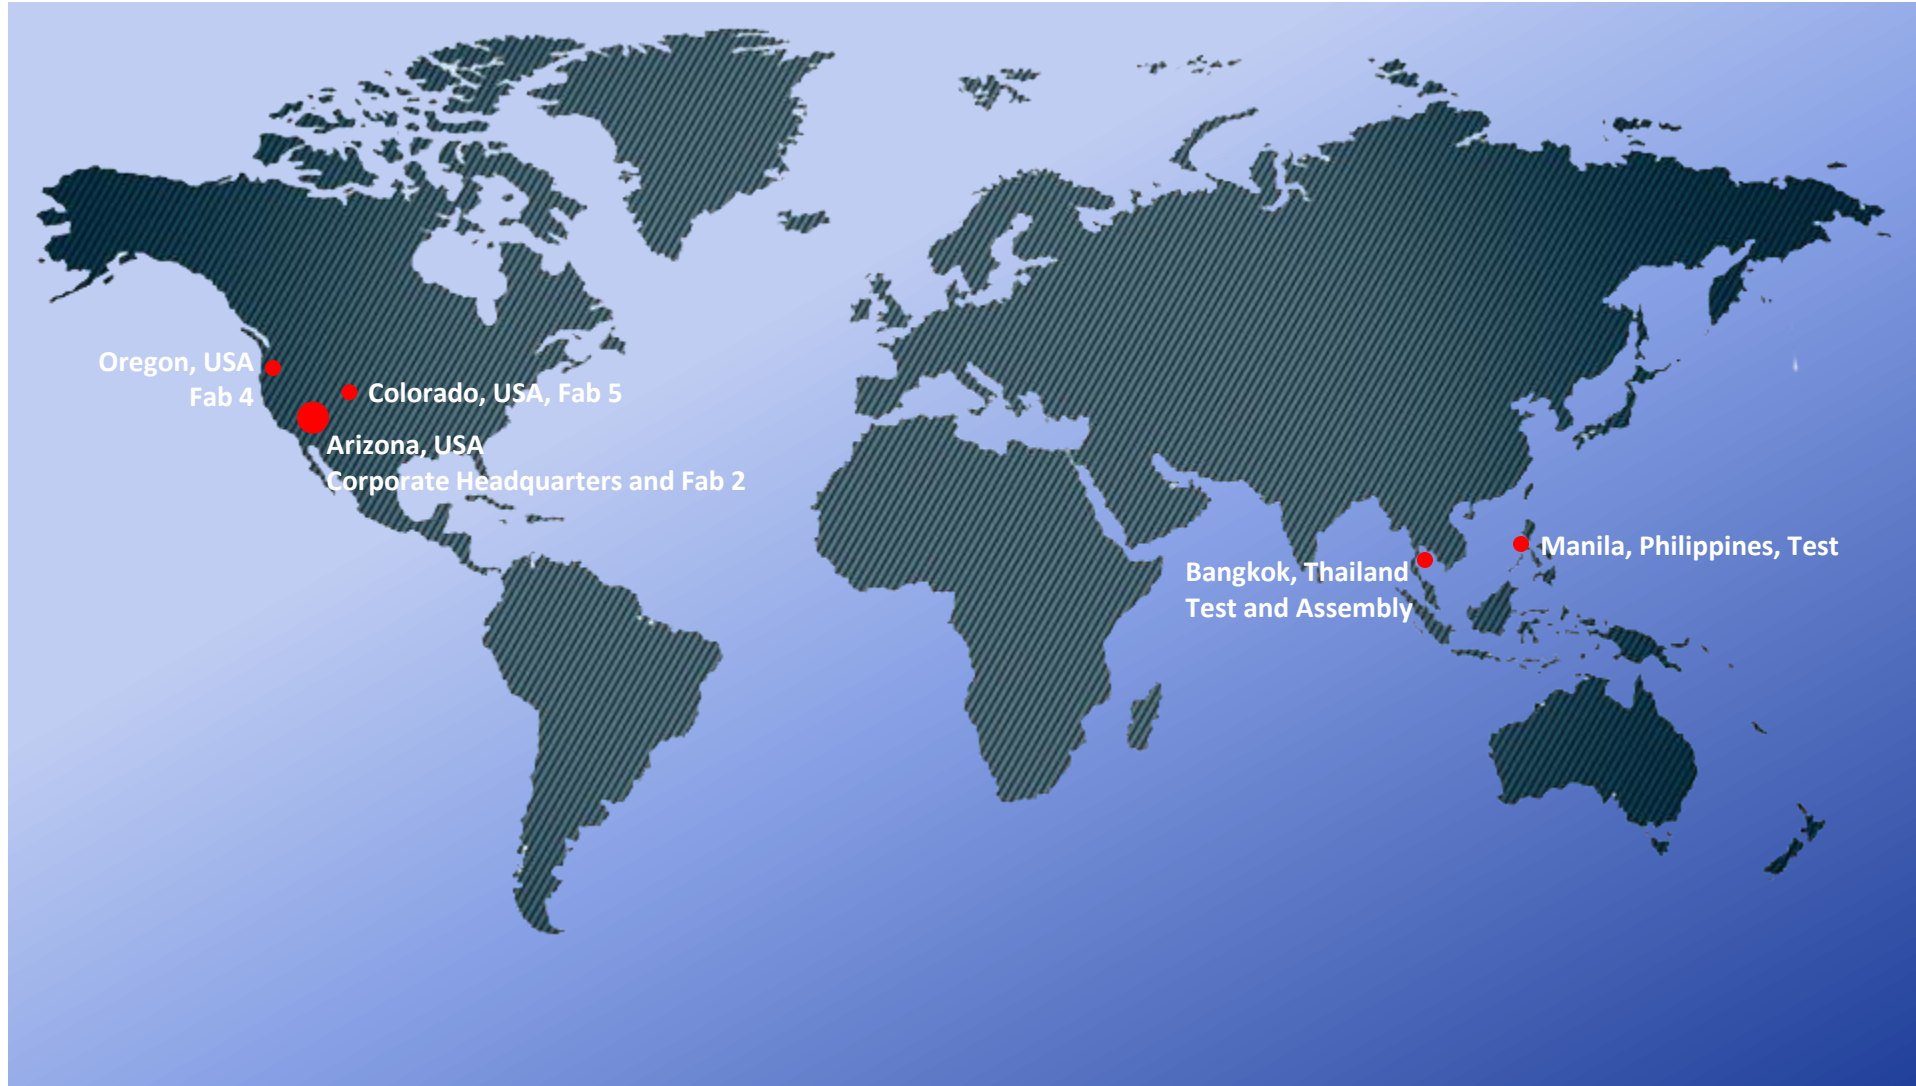 Oregon, USA
Fab 4
Colorado, USA, Fab 5
Arizona, USA
Corporate Headquarters and Fab 2
Manila, Philippines, Test
Bangkok, Thailand
Test and Assembly